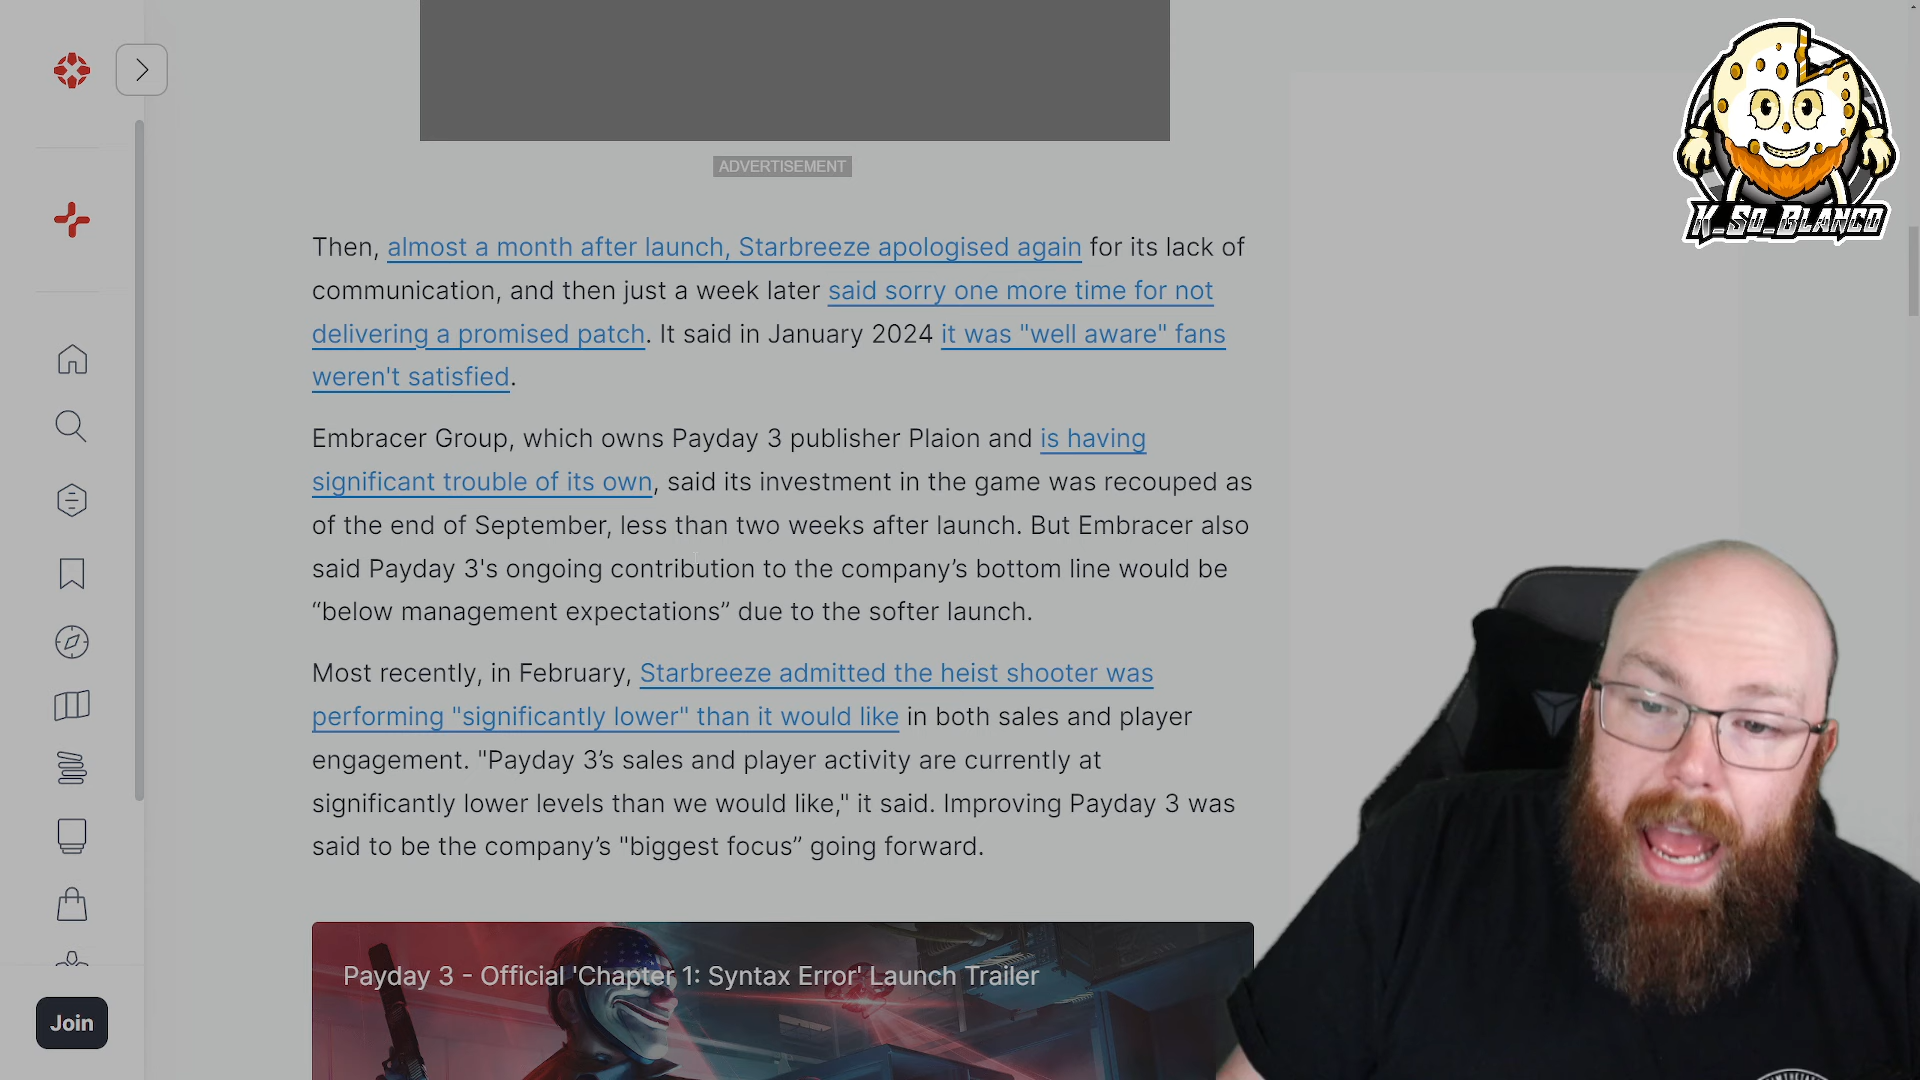 ADVERTISEMENT
Then, almost a month after launch, Starbreeze apologised again for its lack of
communication, and then just a week later said sorry one more time for not
delivering a promised patch. It said in January 2024 it was "well aware" fans
weren't satisfied.
Embracer Group, which owns Payday 3 publisher Plaion and is having
significant trouble of its own, said its investment in the game was recouped as
of the end of September, less than two weeks after launch. But Embracer also
said Payday 3's ongoing contribution to the company’s bottom line would be
“below management expectations” due to the softer launch.
Most recently, in February, Starbreeze admitted the heist shooter was
performing "significantly lower" than it would like in both sales and player
engagement. "Payday 3’s sales and player activity are currently at
significantly lower levels than we would like," it said. Improving Payday 3 was
said to be the company’s "biggest focus” going forward.
Payday 3 - Official 'Chapter 1: Syntax Error' Launch Trailer
Join
K_So_Blanco